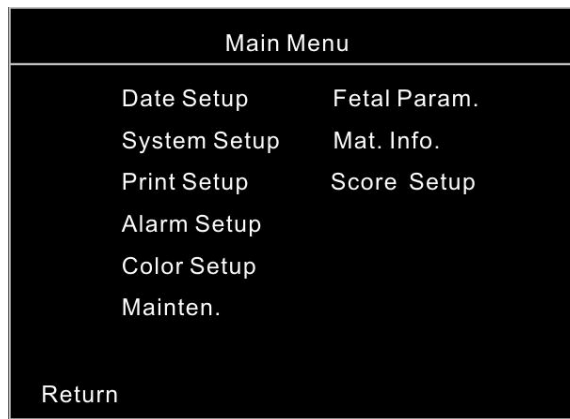 Main Menu
Date Setup Fetal Param.
System Setup Mat. Info.
Print Setup Score Setup
Alarm Setup
Color Setup
Mainten.
Return